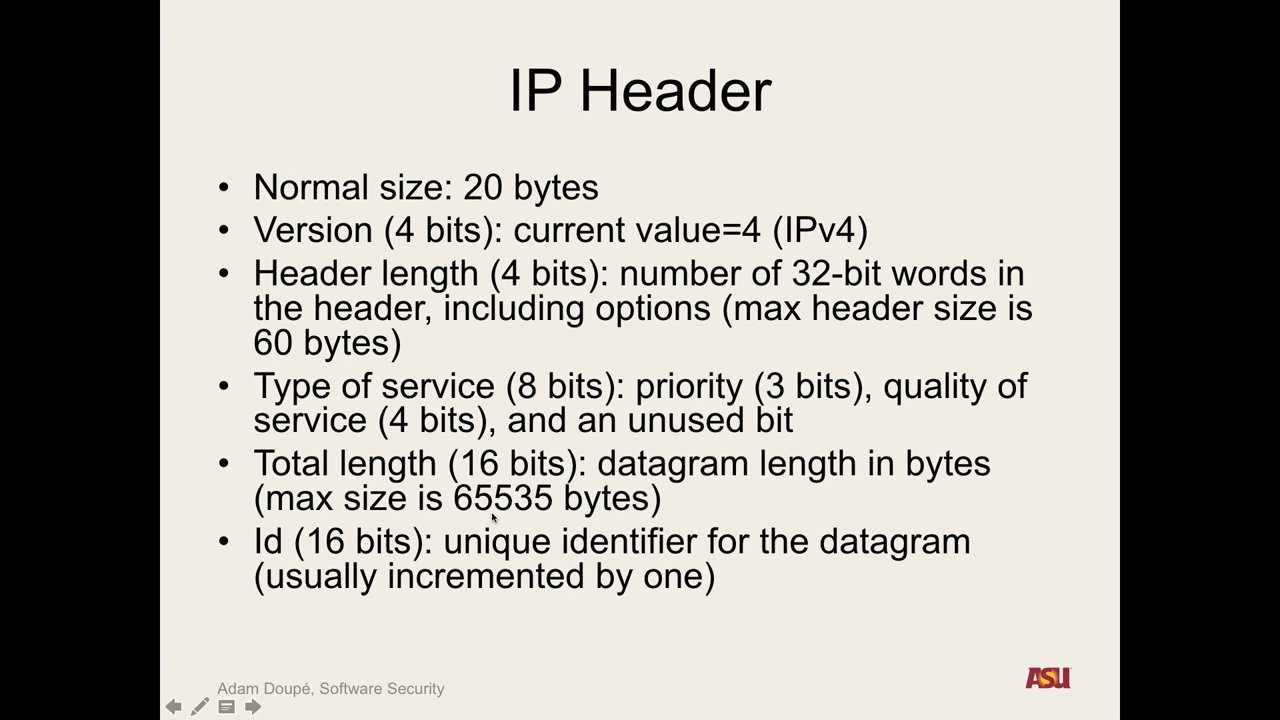 IP Header
• Normal size: 20 bytes
• Version (4 bits): current value=4 (IPv4)
• Header length (4 bits): number of 32-bit words in
the header, including options (max header size is
60 bytes)
• Type of service (8 bits): priority (3 bits), quality of
service (4 bits), and an unused bit
• Total length (16 bits): datagram length in bytes
(max size is 65535 bytes)
• Id (16 bits): unique identifier for the datagram
(usually incremented by one)
Adam Doupé, Software Security
ASU